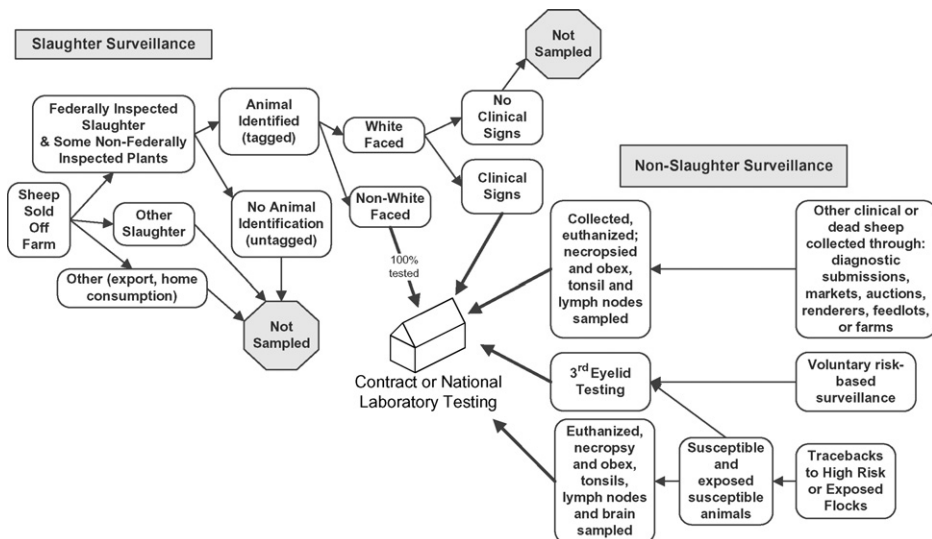 Slaughter Surveillance
Not
Sampled
Federally Inspected
Slaughter
& Some Non-Federally
Inspected Plants
Animal
Identified
(tagged)
White
Faced
No
Clinical
Signs
Clinical
Signs
Non-White
Faced
Sheep
Sold
Off
Farm
Other
Slaughter
No Animal
Identification
(untagged)
Other (export, home
consumption)
Not
Sampled
100%
tested
Contract or National
Laboratory Testing
Non-Slaughter Surveillance
Collected,
euthanized;
necropsied
and obex,
tonsil and
lymph nodes
sampled
Other clinical or
dead sheep
collected through:
diagnostic
submissions,
markets, auctions,
renderers, feedlots,
or farms
3rd Eyelid
Testing
Voluntary risk-
based
surveillance
Euthanized,
necropsy
and obex,
tonsils,
lymph nodes
and brain
sampled
Susceptible
and
exposed
susceptible
animals
Tracebacks
to High Risk
or Exposed
Flocks